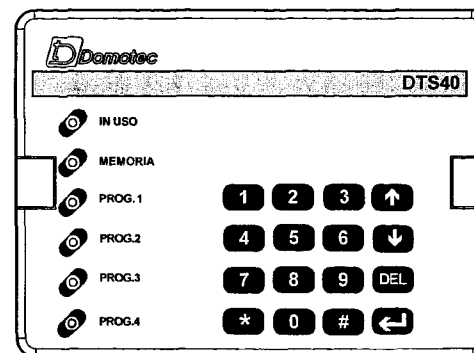 Domotec
DTS40
IN USO
MEMORIA
PROG.1
1 2 3 ↑
PROG.2
4 5 6 ↓
PROG.3
7 8 9 DEL
PROG.4
* 0 # ↵